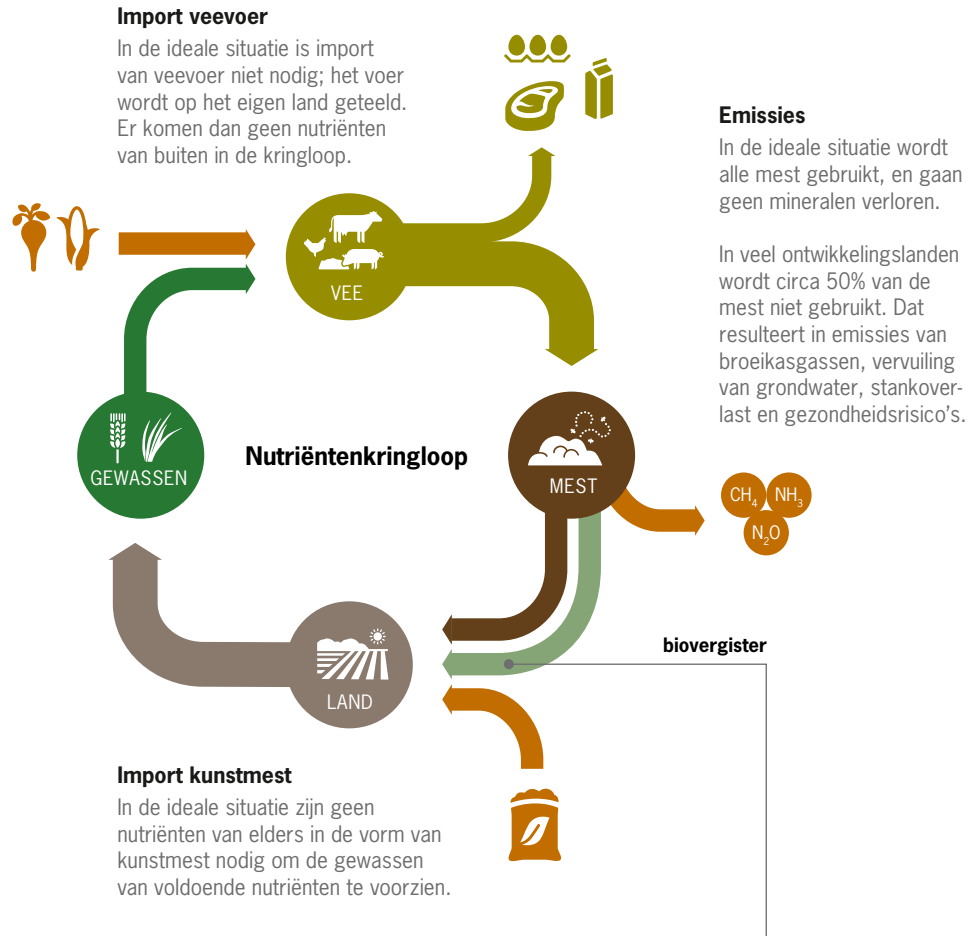 Import veevoer
In de ideale situatie is import
van veevoer niet nodig; het voer
wordt op het eigen land geteeld.
Er komen dan geen nutriënten
van buiten in de kringloop.
Emissies
In de ideale situatie wordt
alle mest gebruikt, en gaan
geen mineralen verloren.
In veel ontwikkelingslanden
wordt circa 50% van de
mest niet gebruikt. Dat
resulteert in emissies van
broeikasgassen, vervuiling
van grondwater, stankover-
last en gezondheidsrisico's.
VEE
GEWASSEN
Nutriëntenkringloop
MEST
CH₄ NH₃
N₂O
biovergister
LAND
Import kunstmest
In de ideale situatie zijn geen
nutriënten van elders in de vorm van
kunstmest nodig om de gewassen
van voldoende nutriënten te voorzien.